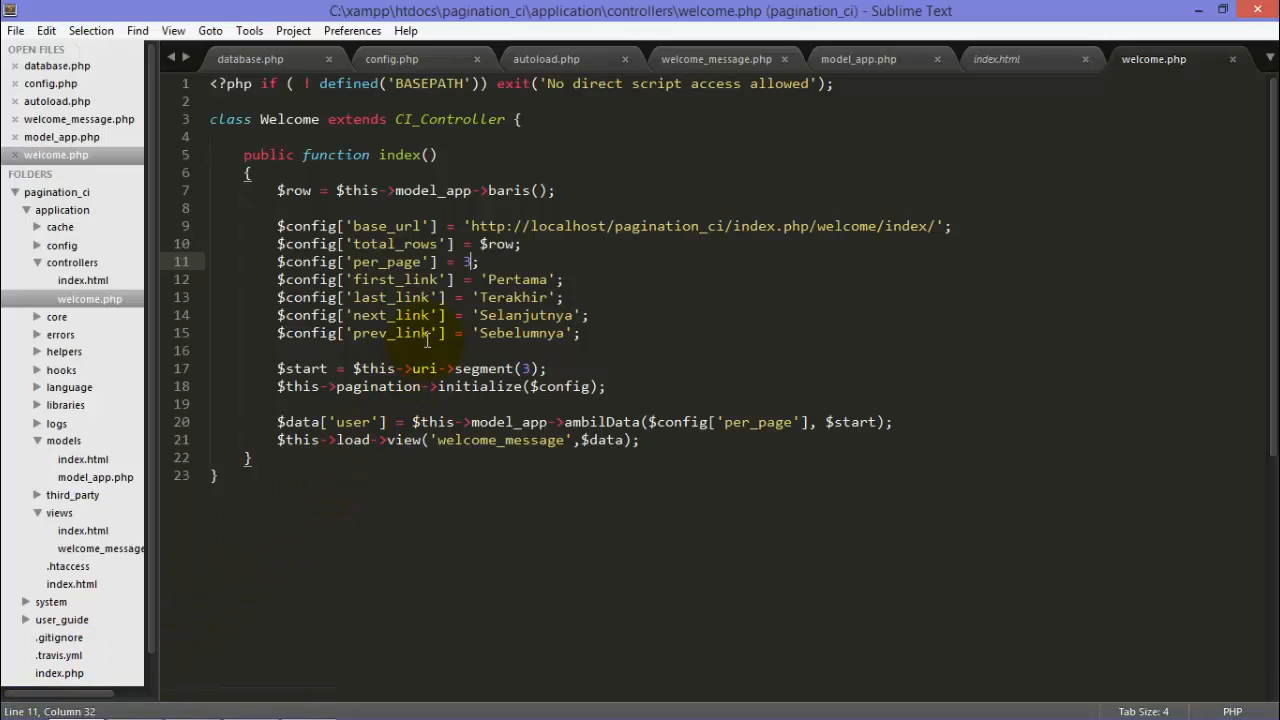 C:\xampp\htdocs\pagination_ci\application\controllers\welcome.php (pagination_ci) - Sublime Text
File Edit Selection Find View Goto Tools Project Preferences Help
OPEN FILES
database.php
config.php
autoload.php
welcome_message.php
model_app.php
welcome.php
FOLDERS
pagination_ci
application
cache
config
controllers
index.html
welcome.php
core
errors
helpers
hooks
language
libraries
logs
models
index.html
model_app.php
third_party
views
index.html
welcome_message
.htaccess
index.html
system
user_guide
.gitignore
.travis.yml
index.php
database.php config.php autoload.php welcome_message.php model_app.php index.html welcome.php
1 <?php if ( ! defined('BASEPATH')) exit('No direct script access allowed');
2
3 class Welcome extends CI_Controller {
4
5 public function index()
6 {
7 $row = $this->model_app->baris();
8
9 $config['base_url'] = 'http://localhost/pagination_ci/index.php/welcome/index/';
10 $config['total_rows'] = $row;
11 $config['per_page'] = 3;
12 $config['first_link'] = 'Pertama';
13 $config['last_link'] = 'Terakhir';
14 $config['next_link'] = 'Selanjutnya';
15 $config['prev_link'] = 'Sebelumnya';
16
17 $start = $this->uri->segment(3);
18 $this->pagination->initialize($config);
19
20 $data['user'] = $this->model_app->ambilData($config['per_page'], $start);
21 $this->load->view('welcome_message',$data);
22 }
23 }
Line 11, Column 32
Tab Size: 4
PHP